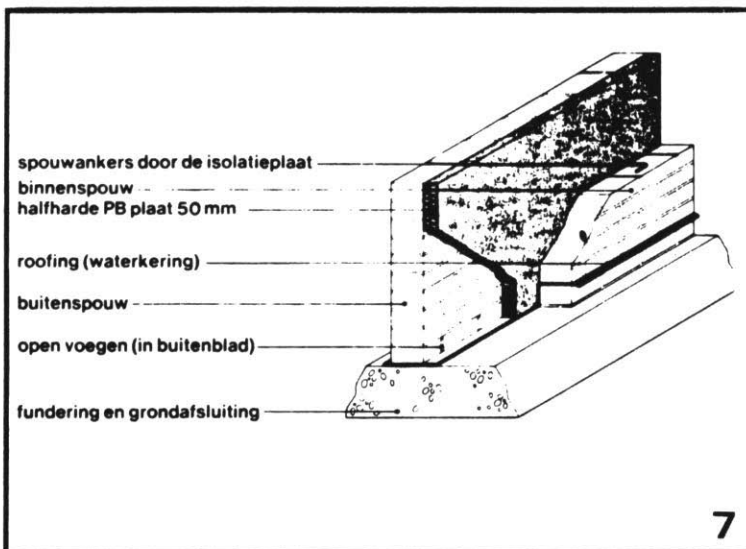 spouwankers door de isolatieplaat
binnenspouw
halfharde PB plaat 50 mm
roofing (waterkering)
buitenspouw
open voegen (in buitenblad)
fundering en grondafsluiting
7